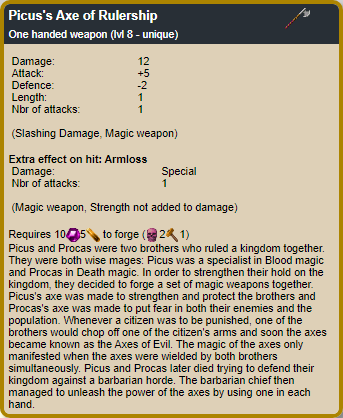 Picus's Axe of Rulership
One handed weapon (lvl 8 - unique)
Damage: 12
Attack: +5
Defence: -2
Length: 1
Nbr of attacks: 1
(Slashing Damage, Magic weapon)
Extra effect on hit: Armloss
Damage: Special
Nbr of attacks: 1
(Magic weapon, Strength not added to damage)
Requires 10 5 to forge ( 2 1)
Picus and Procas were two brothers who ruled a kingdom together.
They were both wise mages: Picus was a specialist in Blood magic
and Procas in Death magic. In order to strengthen their hold on the
kingdom, they decided to forge a set of magic weapons together.
Picus's axe was made to strengthen and protect the brothers and
Procas's axe was made to put fear in both their enemies and the
population. Whenever a citizen was to be punished, one of the
brothers would chop off one of the citizen's arms and soon the axes
became known as the Axes of Evil. The magic of the axes only
manifested when the axes were wielded by both brothers
simultaneously. Picus and Procas later died trying to defend their
kingdom against a barbarian horde. The barbarian chief then
managed to unleash the power of the axes by using one in each
hand.